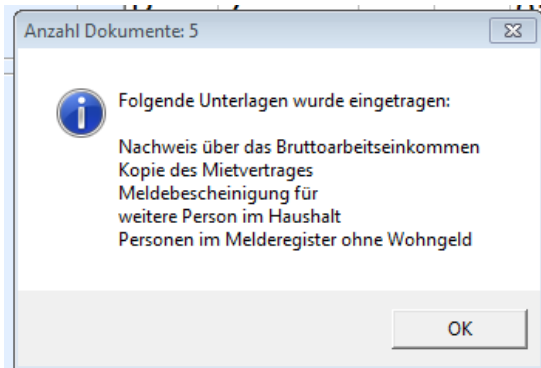 Anzahl Dokumente: 5
Folgende Unterlagen wurde eingetragen:
Nachweis über das Bruttoarbeitseinkommen
Kopie des Mietvertrages
Meldebescheinigung für
weitere Person im Haushalt
Personen im Melderegister ohne Wohngeld
OK